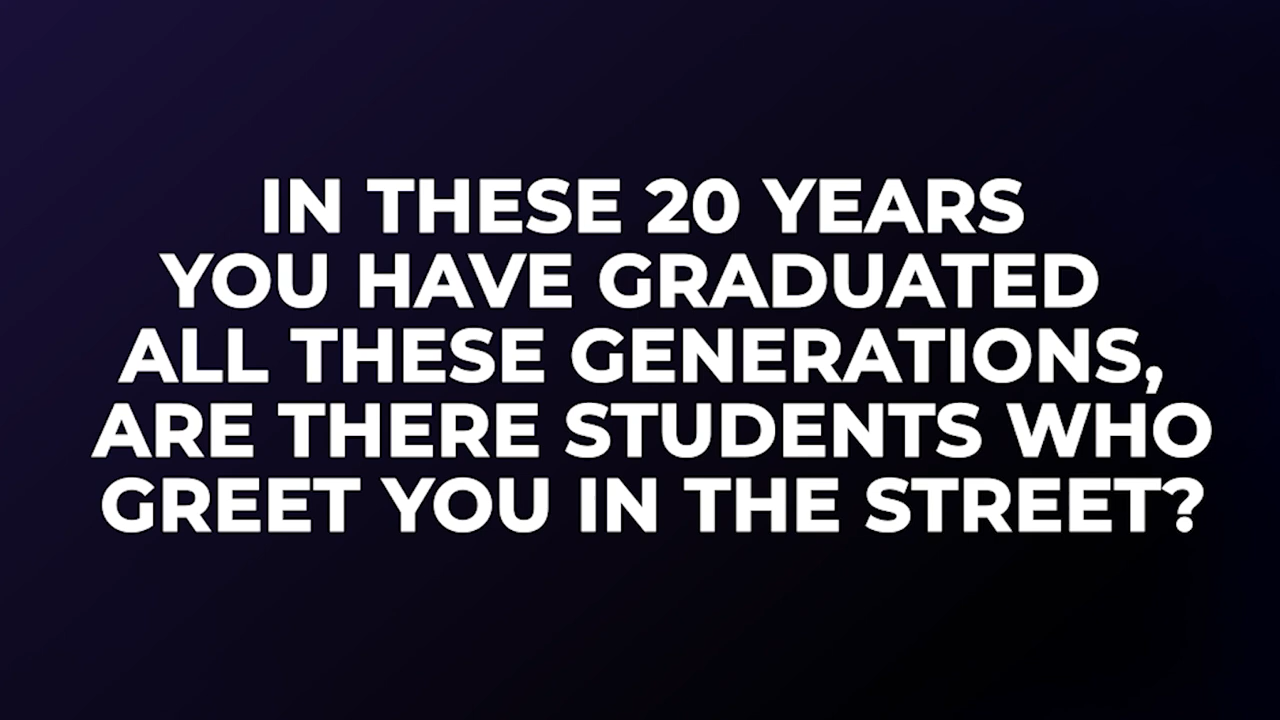 IN THESE 20 YEARS
YOU HAVE GRADUATED
ALL THESE GENERATIONS,
ARE THERE STUDENTS WHO
GREET YOU IN THE STREET?